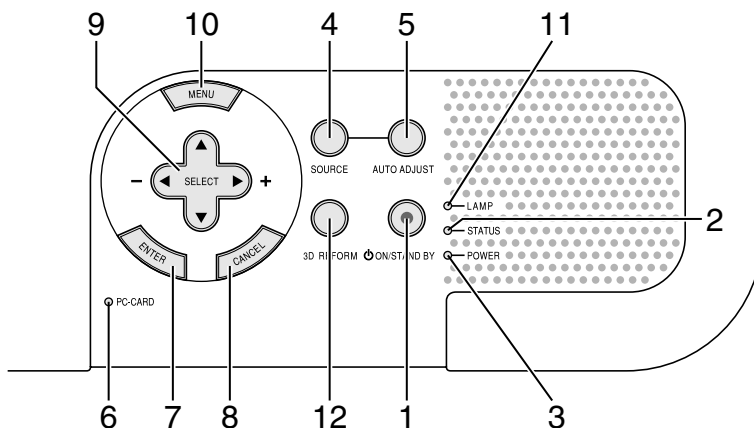 9 10 4 5 11
MENU
SOURCE AUTO ADJUST
− SELECT +
LAMP
2
STATUS
ENTER CANCEL
3D REFORM ON/STAND BY POWER
PC-CARD
6 7 8 12 1 3